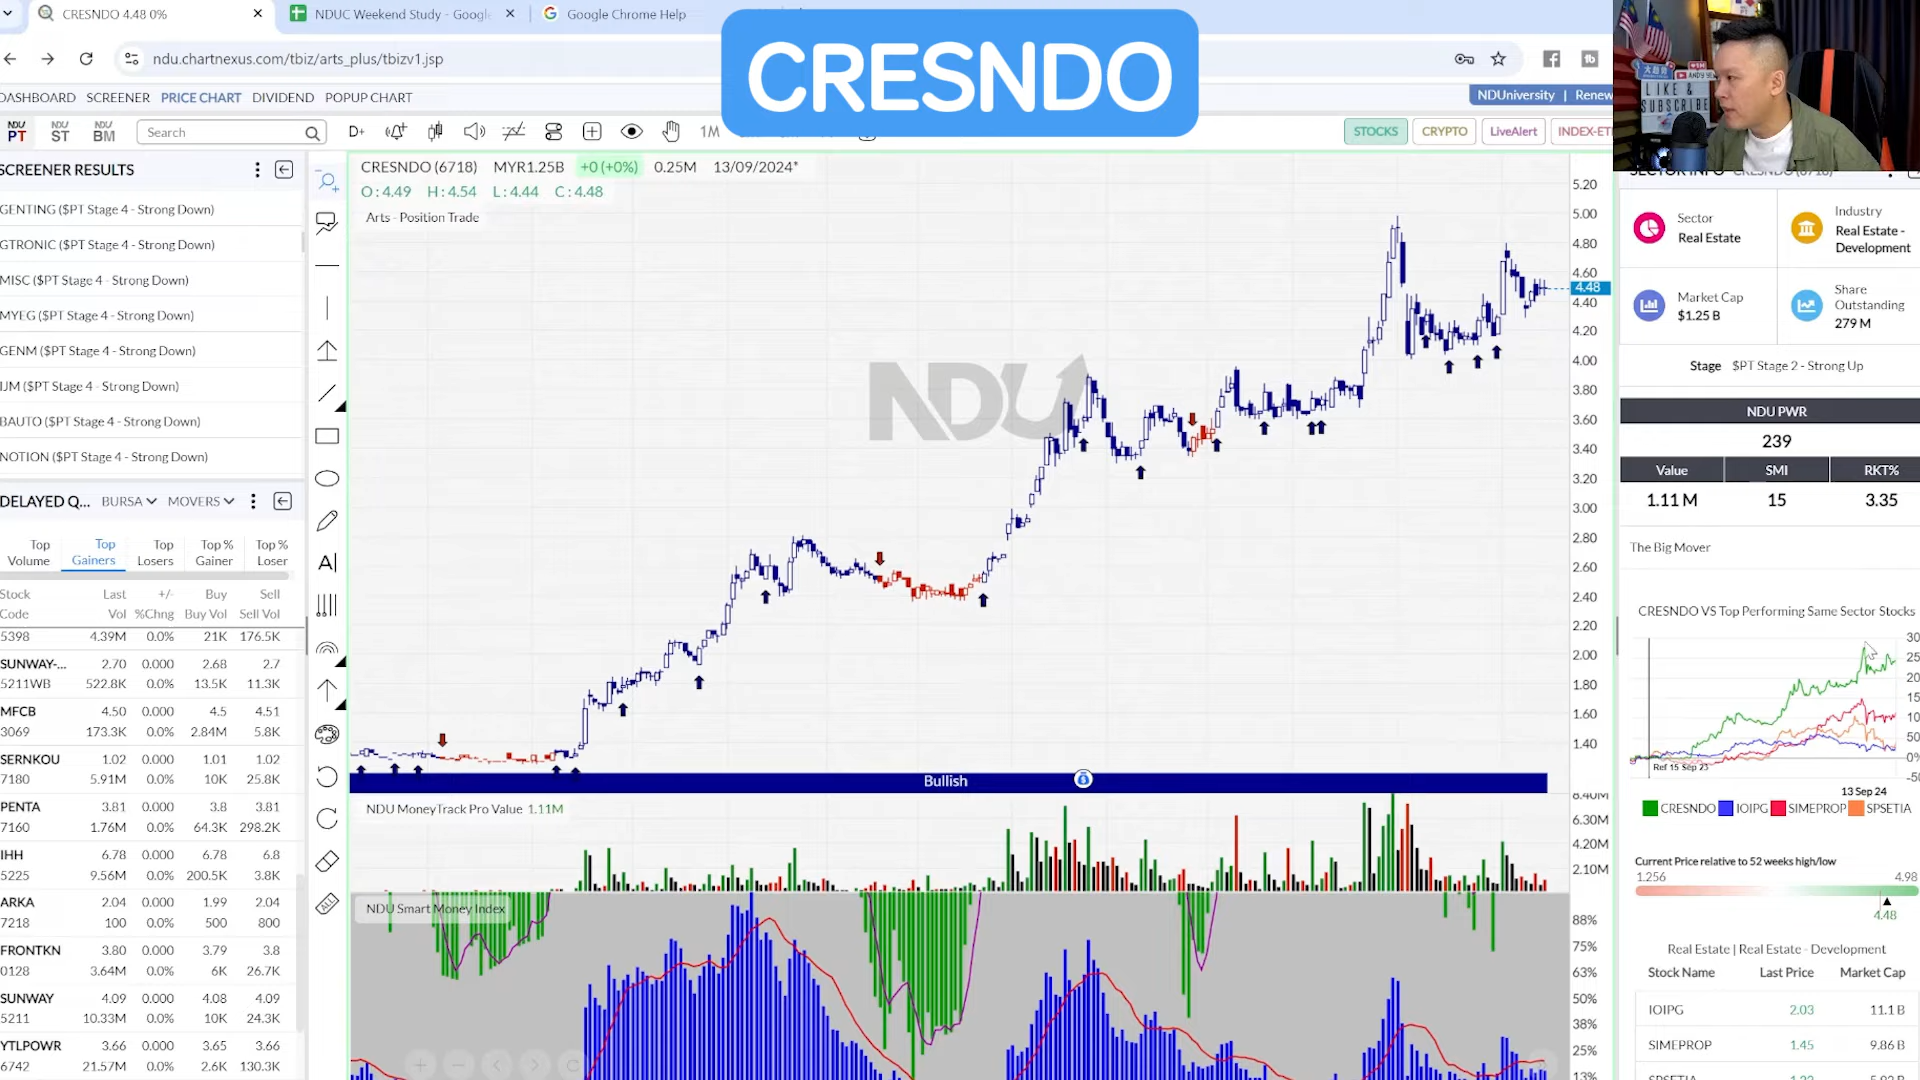 CRESNDO 4.48 0%
NDUC Weekend Study - Google
Google Chrome Help
CRESNDO
ndu.chartnexus.com/tbiz/arts_plus/tbizv1.jsp
DASHBOARD SCREENER PRICE CHART DIVIDEND POPUP CHART
NDUniversity | Renew
NDU PT NDU ST NDU BM Search D+ 1M
STOCKS CRYPTO LiveAlert INDEX-ET
LIKE &
SUBSCRIBE
SCREENER RESULTS
GENTING ($PT Stage 4 - Strong Down)
GTRONIC ($PT Stage 4 - Strong Down)
MISC ($PT Stage 4 - Strong Down)
MYEG ($PT Stage 4 - Strong Down)
GENM ($PT Stage 4 - Strong Down)
IJM ($PT Stage 4 - Strong Down)
BAUTO ($PT Stage 4 - Strong Down)
NOTION ($PT Stage 4 - Strong Down)
DELAYED Q... BURSA MOVERS
Top Volume Top Gainers Top Losers Top % Gainer Top % Loser
Stock Last +/- Buy Sell
Code Vol %Chng Buy Vol Sell Vol
5398 4.39M 0.0% 21K 176.5K
SUNWAY-... 2.70 0.000 2.68 2.7
5211WB 522.8K 0.0% 13.5K 11.3K
MFCB 4.50 0.000 4.5 4.51
3069 173.3K 0.0% 2.84M 5.8K
SERNKOU 1.02 0.000 1.01 1.02
7180 5.91M 0.0% 10K 25.8K
PENTA 3.81 0.000 3.8 3.81
7160 1.76M 0.0% 64.3K 298.2K
IHH 6.78 0.000 6.78 6.8
5225 9.56M 0.0% 200.5K 3.8K
ARKA 2.04 0.000 1.99 2.04
7218 100 0.0% 500 800
FRONTKN 3.80 0.000 3.79 3.8
0128 3.64M 0.0% 6K 26.7K
SUNWAY 4.09 0.000 4.08 4.09
5211 10.33M 0.0% 10K 24.3K
YTLPOWR 3.66 0.000 3.65 3.66
6742 21.57M 0.0% 2.6K 130.3K
A|
ALL
CRESNDO (6718) MYR1.25B +0 (+0%) 0.25M 13/09/2024*
O : 4.49 H : 4.54 L : 4.44 C : 4.48
Arts - Position Trade
NDU
5.20
5.00
4.80
4.60
4.48
4.40
4.20
4.00
3.80
3.60
3.40
3.20
3.00
2.80
2.60
2.40
2.20
2.00
1.80
1.60
1.40
Bullish
NDU MoneyTrack Pro Value 1.11M
8.40M
6.30M
4.20M
2.10M
NDU Smart Money Index
88%
75%
63%
50%
38%
25%
13%
SECTOR INFO CRESNDO (6718)
Sector
Real Estate
Industry
Real Estate -
Development
Market Cap
$1.25 B
Share
Outstanding
279 M
Stage $PT Stage 2 - Strong Up
NDU PWR
239
Value SMI RKT%
1.11 M 15 3.35
The Big Mover
CRESNDO VS Top Performing Same Sector Stocks
Ref 15 Sep 23
13 Sep 24
CRESNDO IOIPG SIMEPROP SPSETIA
Current Price relative to 52 weeks high/low
1.256 4.98
4.48
Real Estate | Real Estate - Development
Stock Name Last Price Market Cap
IOIPG 2.03 11.1 B
SIMEPROP 1.45 9.86 B